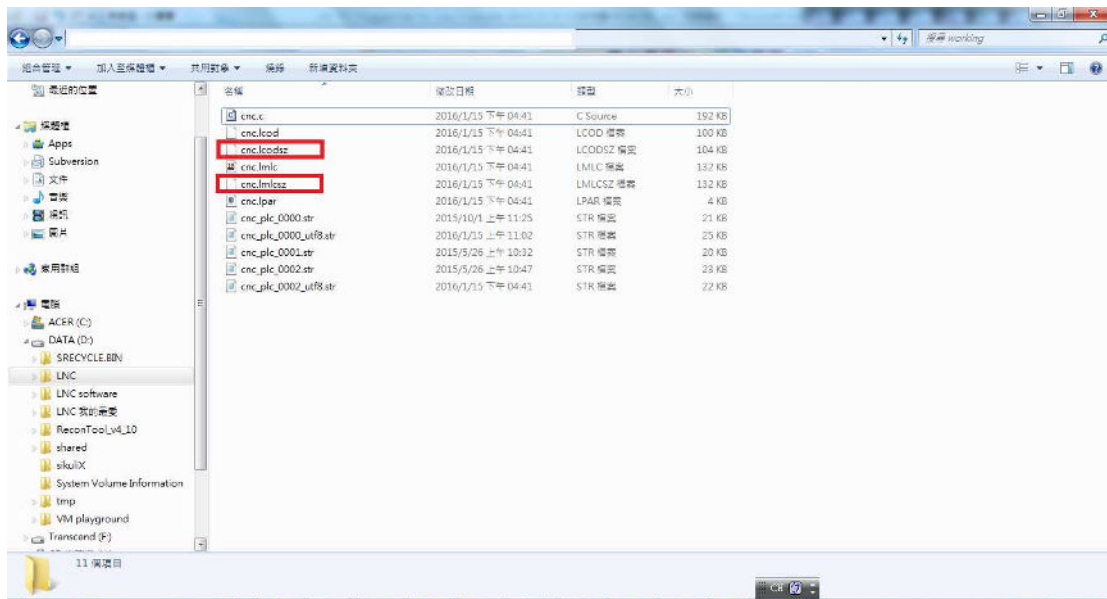 搜尋 working
組合管理 加入至媒體櫃 共用對象 燒錄 新增資料夾
最近的位置
媒體櫃
Apps
Subversion
文件
音樂
視訊
圖片
家用群組
電腦
ACER (C:)
DATA (D:)
$RECYCLE.BIN
LNC
LNC software
LNC 我的最愛
ReconTool_v4_10
shared
sikuliX
System Volume Information
tmp
VM playground
Transcend (F:)
名稱 修改日期 類型 大小
cnc.c 2016/1/15 下午 04:41 C Source 192 KB
cnc.lcod 2016/1/15 下午 04:41 LCOD 檔案 100 KB
cnc.lcodsz 2016/1/15 下午 04:41 LCODSZ 檔案 104 KB
cnc.lmlc 2016/1/15 下午 04:41 LMLC 檔案 132 KB
cnc.lmlcsz 2016/1/15 下午 04:41 LMLCSZ 檔案 132 KB
cnc.lpar 2016/1/15 下午 04:41 LPAR 檔案 4 KB
cnc_plc_0000.str 2015/10/1 上午 11:25 STR 檔案 21 KB
cnc_plc_0000_utf8.str 2016/1/15 上午 11:02 STR 檔案 25 KB
cnc_plc_0001.str 2015/5/26 上午 10:32 STR 檔案 20 KB
cnc_plc_0002.str 2015/5/26 上午 10:47 STR 檔案 23 KB
cnc_plc_0002_utf8.str 2016/1/15 下午 04:41 STR 檔案 22 KB
11 個項目
CH